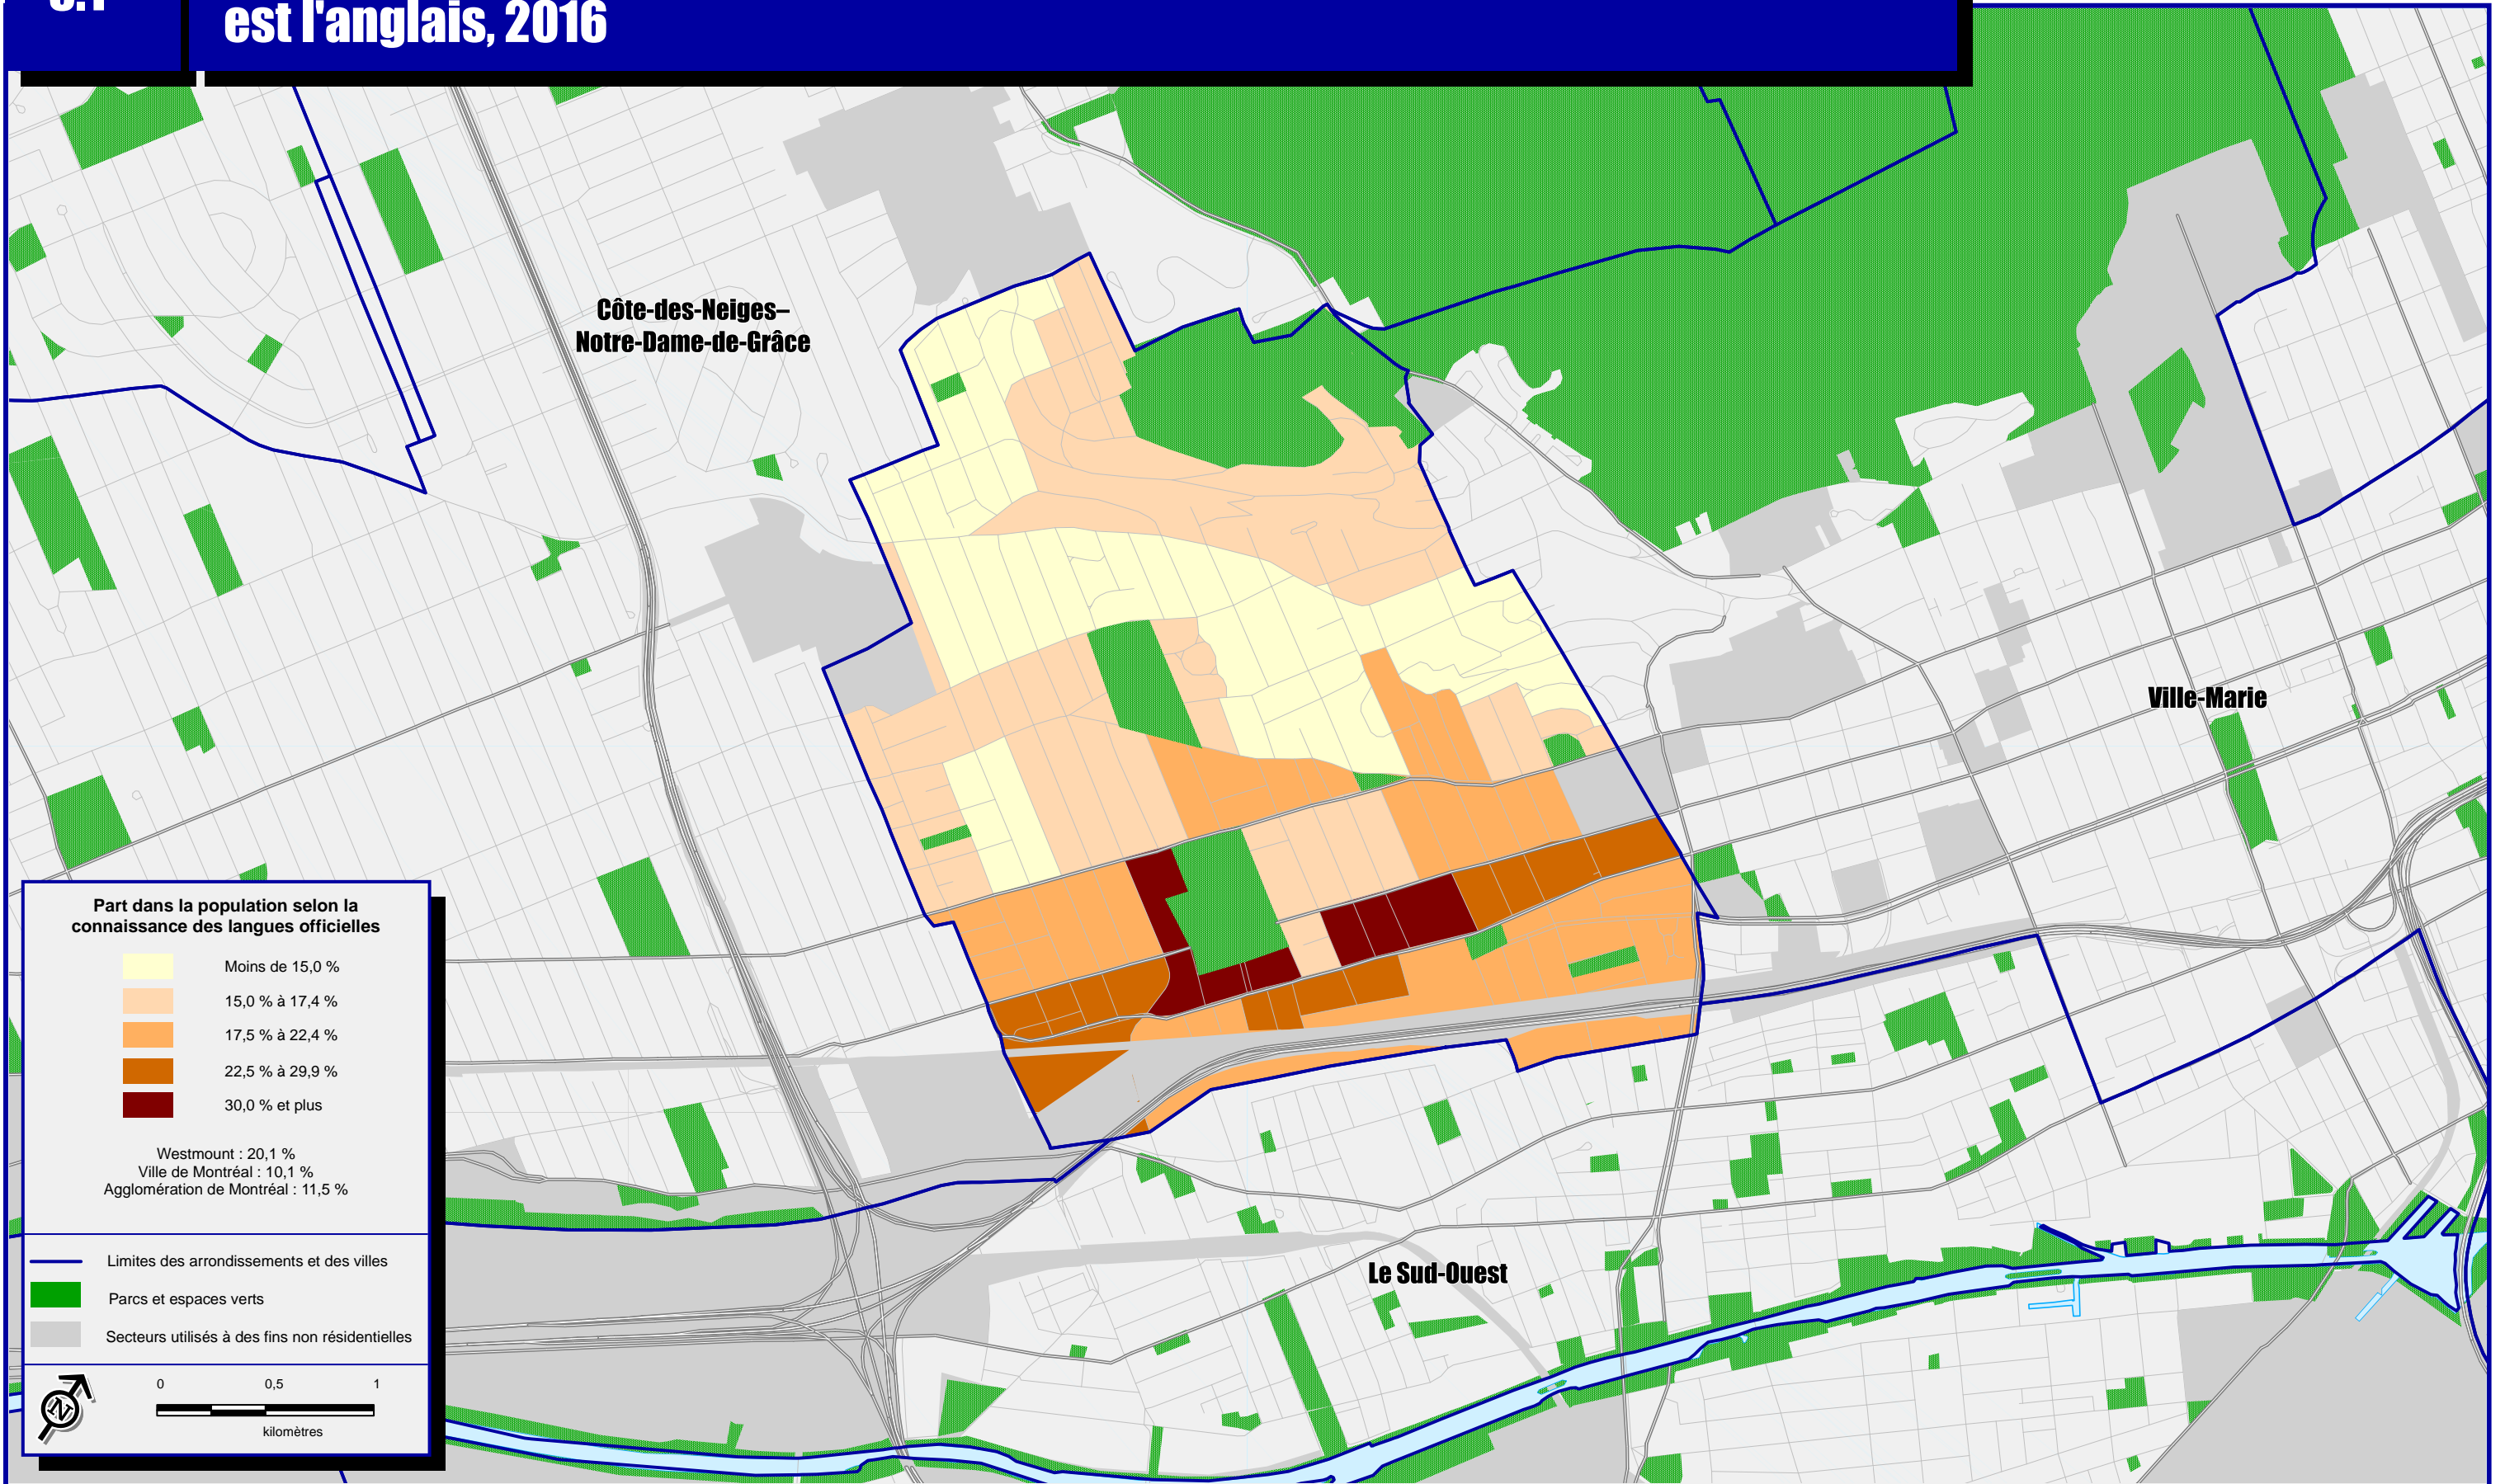 est l'anglais, 2016
Côte-des-Neiges–
Notre-Dame-de-Grâce
Ville-Marie
Le Sud-Ouest
Part dans la population selon la
connaissance des langues officielles
Moins de 15,0 %
15,0 % à 17,4 %
17,5 % à 22,4 %
22,5 % à 29,9 %
30,0 % et plus
Westmount : 20,1 %
Ville de Montréal : 10,1 %
Agglomération de Montréal : 11,5 %
Limites des arrondissements et des villes
Parcs et espaces verts
Secteurs utilisés à des fins non résidentielles
N
0 0,5 1
kilomètres